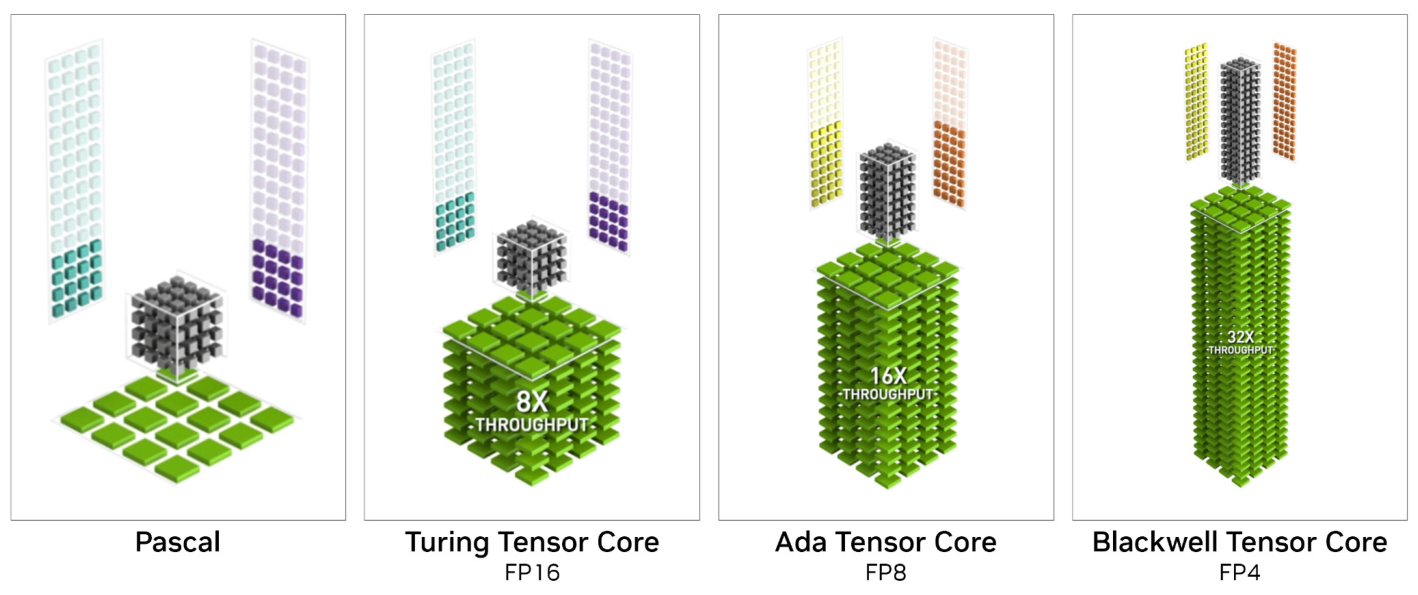 8X
THROUGHPUT
16X
THROUGHPUT
32X
THROUGHPUT
Pascal
Turing Tensor Core
FP16
Ada Tensor Core
FP8
Blackwell Tensor Core
FP4